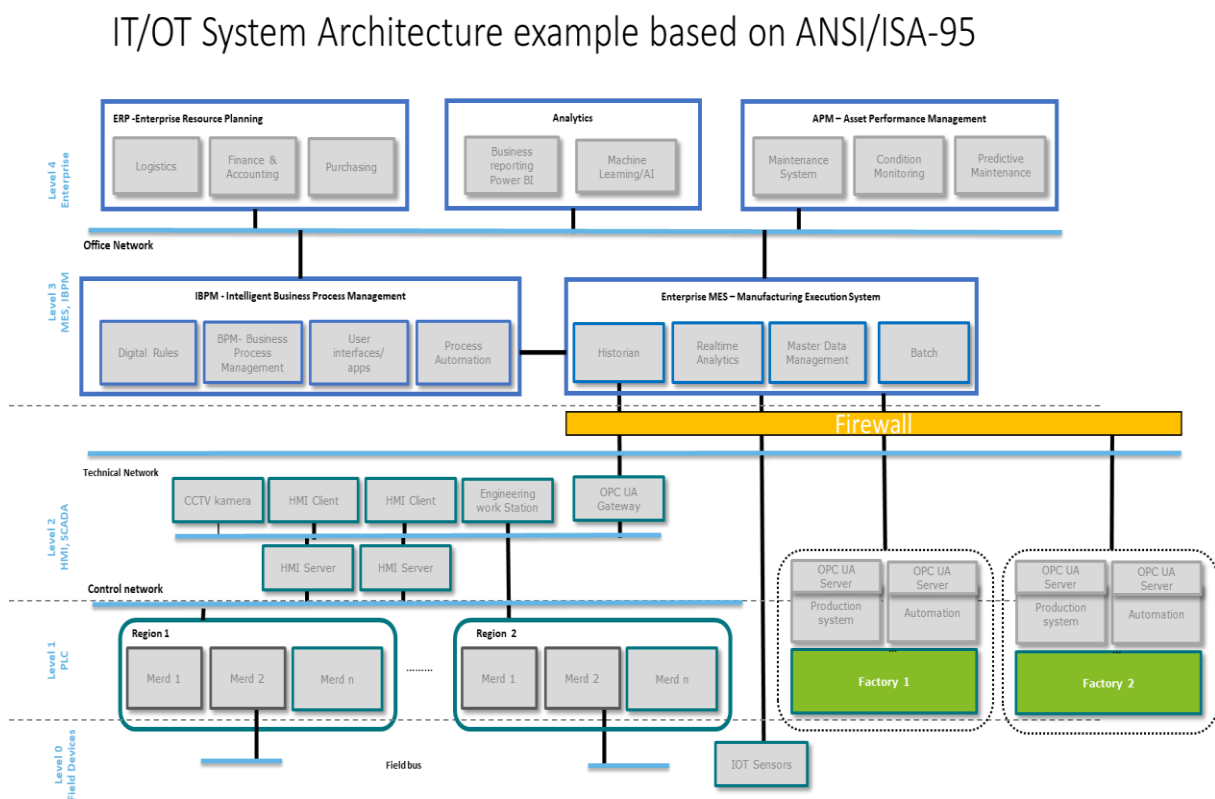 IT/OT System Architecture example based on ANSI/ISA-95
Level 4
Enterprise
ERP -Enterprise Resource Planning
Logistics
Finance &
Accounting
Purchasing
Analytics
Business
reporting
Power BI
Machine
Learning/AI
APM – Asset Performance Management
Maintenance
System
Condition
Monitoring
Predictive
Maintenance
Office Network
Level 3
MES, IBPM
IBPM - Intelligent Business Process Management
Digital Rules
BPM- Business
Process
Management
User
interfaces/
apps
Process
Automation
Enterprise MES – Manufacturing Execution System
Historian
Realtime
Analytics
Master Data
Management
Batch
Firewall
Technical Network
Level 2
HMI, SCADA
CCTV kamera
HMI Client
HMI Client
Engineering
work Station
OPC UA
Gateway
HMI Server
HMI Server
Control network
OPC UA
Server
OPC UA
Server
Production
system
Automation
...
Factory 1
OPC UA
Server
OPC UA
Server
Production
system
Automation
...
Factory 2
Level 1
PLC
Region 1
Merd 1
Merd 2
Merd n
.........
Region 2
Merd 1
Merd 2
Merd n
Level 0
Field Devices
Field bus
IOT Sensors